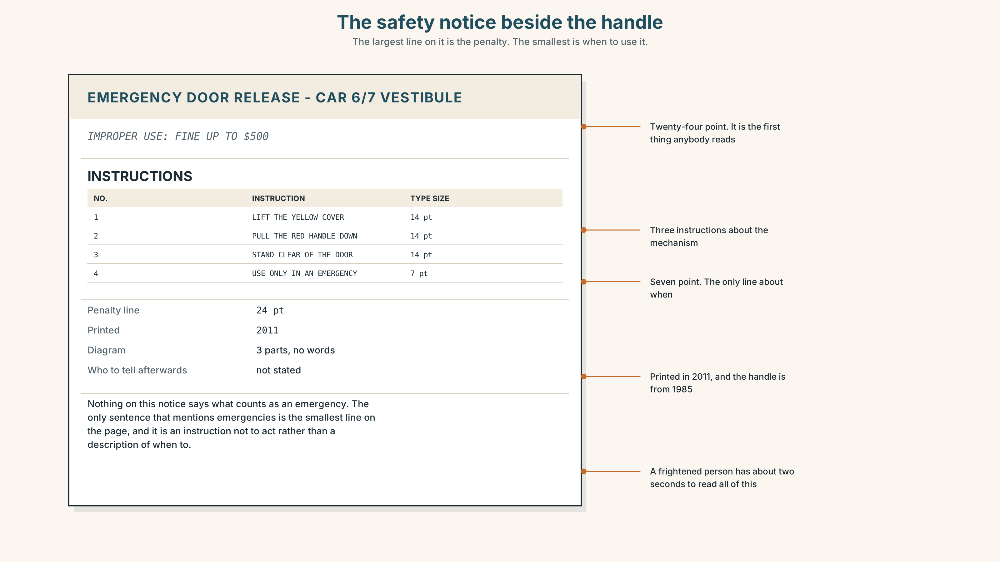 The safety notice beside the handle
The largest line on it is the penalty. The smallest is when to use it.
EMERGENCY DOOR RELEASE - CAR 6/7 VESTIBULE
IMPROPER USE: FINE UP TO $500
INSTRUCTIONS
NO. INSTRUCTION TYPE SIZE
1 LIFT THE YELLOW COVER 14 pt
2 PULL THE RED HANDLE DOWN 14 pt
3 STAND CLEAR OF THE DOOR 14 pt
4 USE ONLY IN AN EMERGENCY 7 pt
Penalty line 24 pt
Printed 2011
Diagram 3 parts, no words
Who to tell afterwards not stated
Nothing on this notice says what counts as an emergency. The
only sentence that mentions emergencies is the smallest line on
the page, and it is an instruction not to act rather than a
description of when to.
Twenty-four point. It is the first
thing anybody reads
Three instructions about the
mechanism
Seven point. The only line about
when
Printed in 2011, and the handle is
from 1985
A frightened person has about two
seconds to read all of this